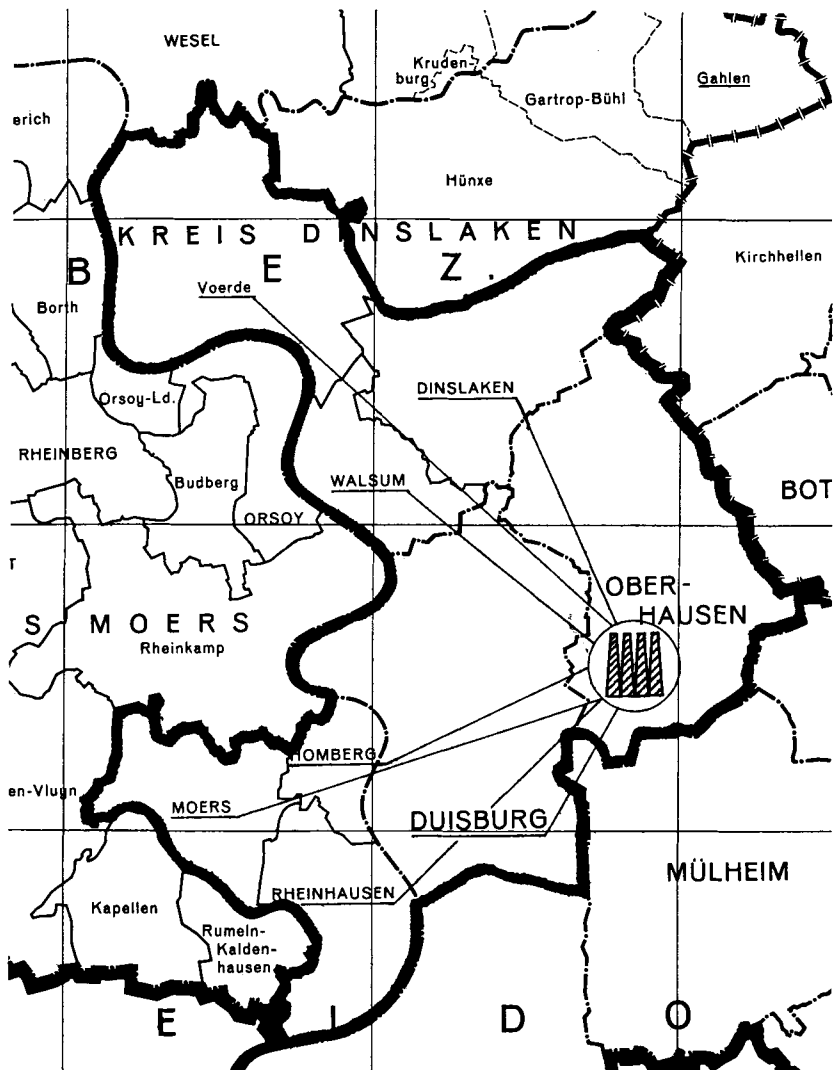 WESEL
Kruden-
burg
Gahlen
Gartrop-Bühl
erich
Hünxe
KREIS DINSLAKEN
Kirchhellen
B E Z.
Voerde
Borth
DINSLAKEN
Orsoy-Ld.
RHEINBERG
Budberg
WALSUM
BOT
ORSOY
T
OBER-
HAUSEN
S MOERS
Rheinkamp
HOMBERG
en-Vluyn
MOERS
DUISBURG
MÜLHEIM
RHEINHAUSEN
Kapellen
Rumeln-
Kalden-
hausen
E I D O